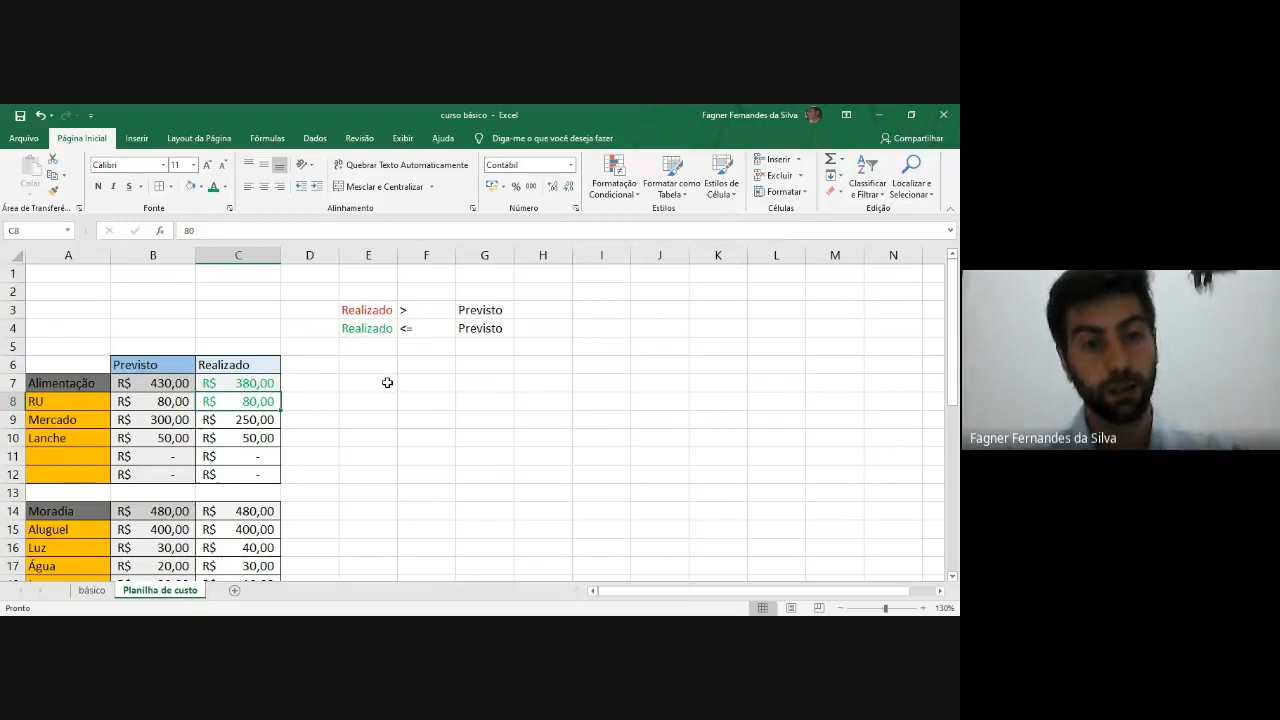 curso básico - Excel
Fagner Fernandes da Silva
Arquivo Página Inicial Inserir Layout da Página Fórmulas Dados Revisão Exibir Ajuda Diga-me o que você deseja fazer Compartilhar
Colar
Calibri 11
Quebrar Texto Automaticamente
Contábil
Formatação Condicional
Formatar como Tabela
Estilos de Célula
Inserir
Excluir
Formatar
Classificar e Filtrar
Localizar e Selecionar
N I S
Mesclar e Centralizar
% 000
Área de Transferê... Fonte Alinhamento Número Estilos Células Edição
C8 fx 80
A B C D E F G H I J K L M N
1
2
3 Realizado > Previsto
4 Realizado <= Previsto
5
6 Previsto Realizado
7 Alimentação R$ 430,00 R$ 380,00
8 RU R$ 80,00 R$ 80,00
9 Mercado R$ 300,00 R$ 250,00
10 Lanche R$ 50,00 R$ 50,00
11 R$ - R$ -
12 R$ - R$ -
13
14 Moradia R$ 480,00 R$ 480,00
15 Aluguel R$ 400,00 R$ 400,00
16 Luz R$ 30,00 R$ 40,00
17 Água R$ 20,00 R$ 30,00
básico Planilha de custo
Pronto 130%
Fagner Fernandes da Silva